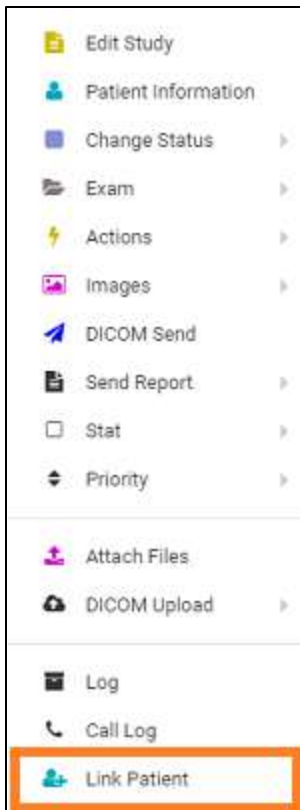 Edit Study
Patient Information
Change Status
Exam
Actions
Images
DICOM Send
Send Report
Stat
Priority
Attach Files
DICOM Upload
Log
Call Log
Link Patient